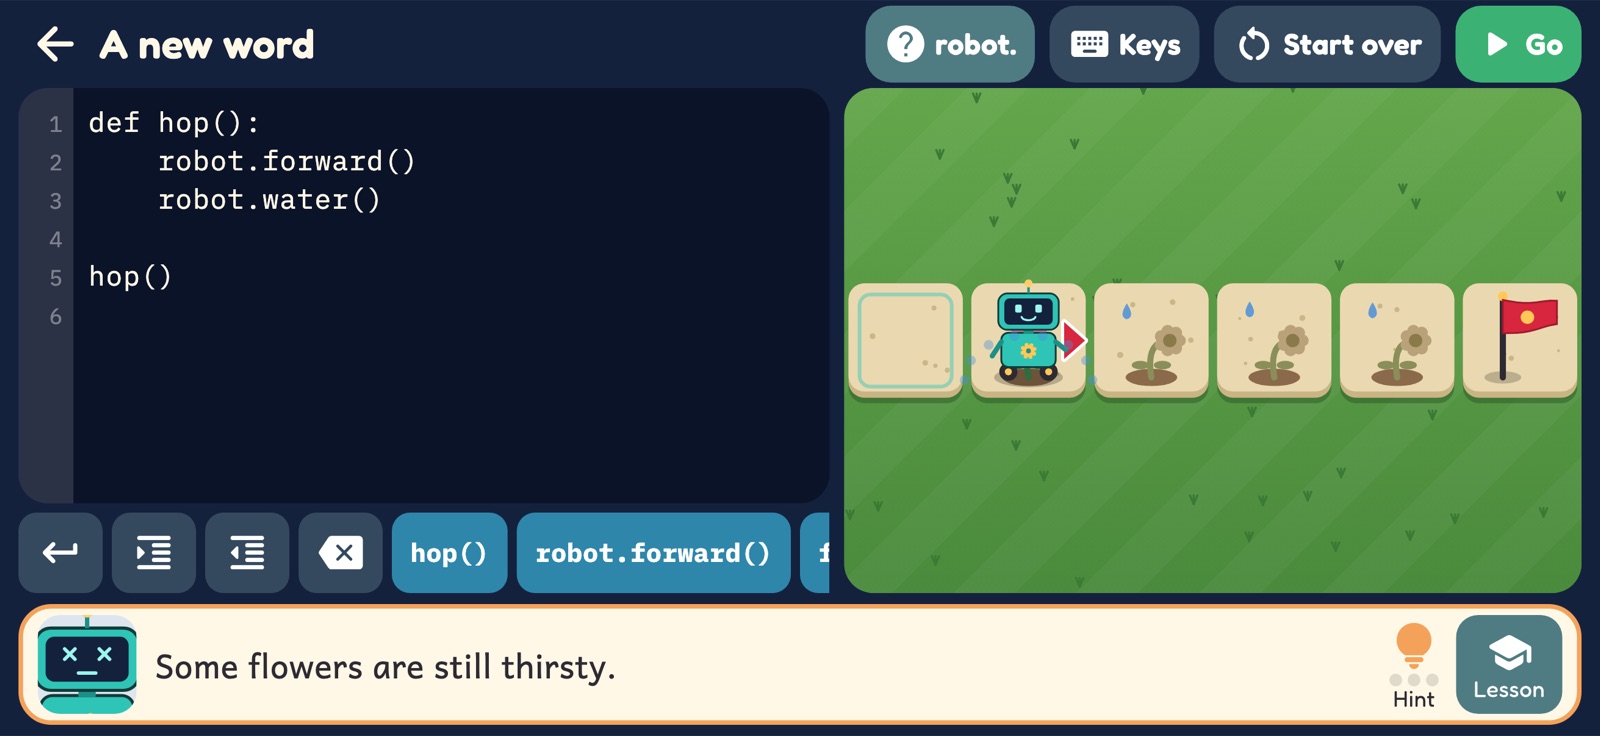 A new word
robot.
Keys
Start over
Go
1 def hop():
2     robot.forward()
3     robot.water()
4
5 hop()
6
hop()
robot.forward()
Some flowers are still thirsty.
Hint
Lesson